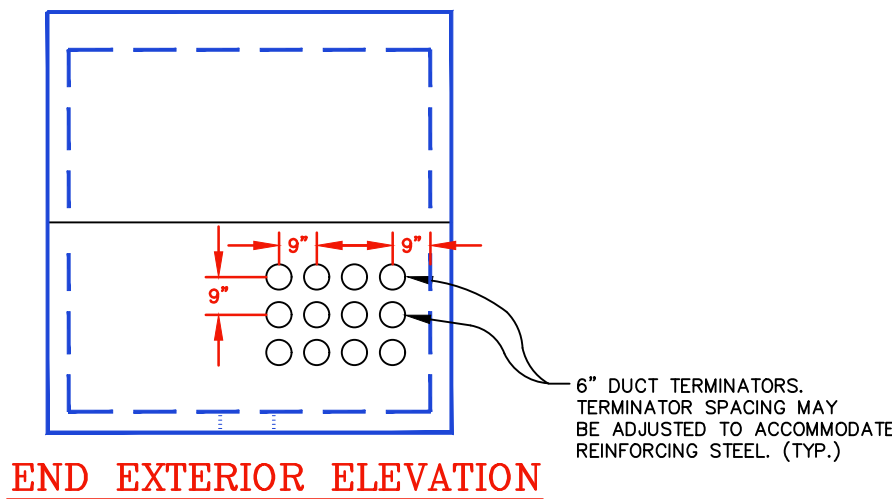 9” 9”
9”
6” DUCT TERMINATORS.
TERMINATOR SPACING MAY
BE ADJUSTED TO ACCOMMODATE
REINFORCING STEEL. (TYP.)
END EXTERIOR ELEVATION